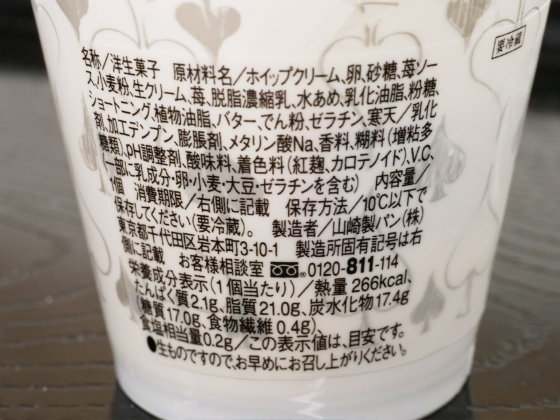 要冷蔵
名称/洋生菓子 原材料名/ホイップクリーム、卵、砂糖、苺ソー
ス、小麦粉、生クリーム、苺、脱脂濃縮乳、水あめ、乳化油脂、粉糖、
ショートニング、植物油脂、バター、でん粉、ゼラチン、寒天/乳化
剤、加工デンプン、膨脹剤、メタリン酸Na、香料、糊料(増粘多
糖類)、pH調整剤、酸味料、着色料(紅麹、カロテノイド)、V.C、
(一部に乳成分・卵・小麦・大豆・ゼラチンを含む) 内容量/
1個 消費期限/右側に記載 保存方法/10℃以下で
保存してください(要冷蔵)。 製造者/山崎製パン(株)
東京都千代田区岩本町3-10-1 製造所固有記号は右
側に記載 お客様相談室 0120-811-114
栄養成分表示(1個当たり)/熱量 266kcal、
たんぱく質2.1g、脂質21.0g、炭水化物17.4g
(糖質17.0g、食物繊維0.4g)、
食塩相当量0.2g/この表示値は、目安です。
●生ものですので、お早めにお召し上がりください。